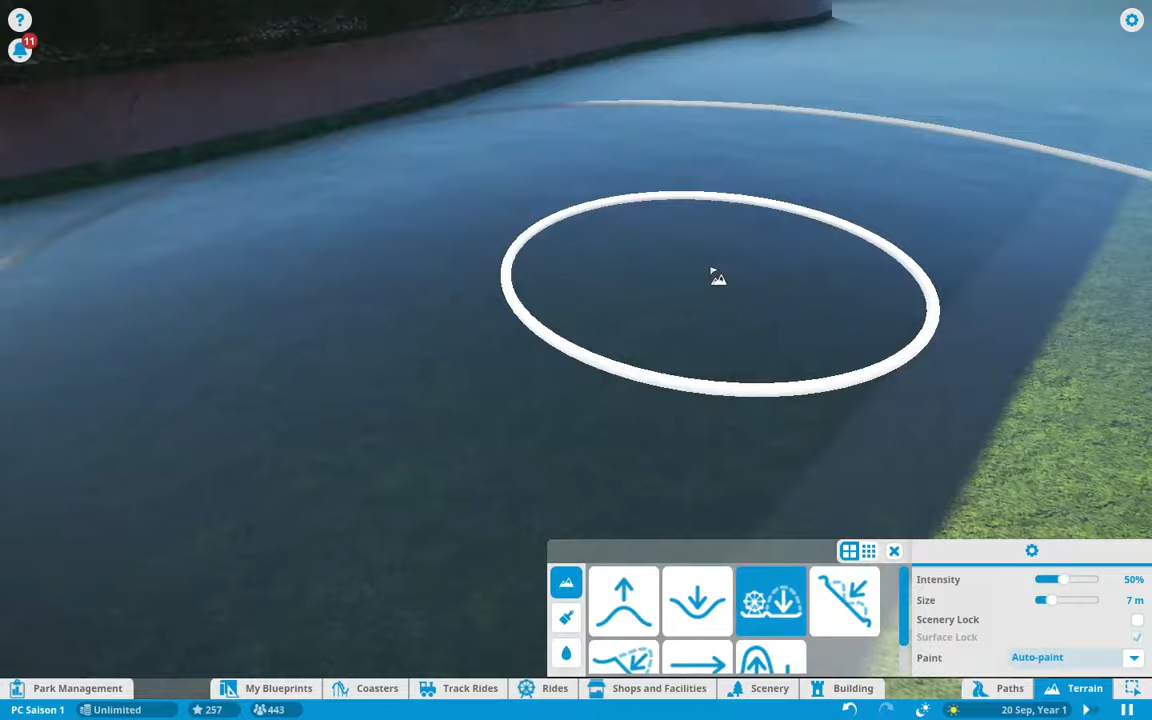 ?
11
Intensity 50%
Size 7 m
Scenery Lock
Surface Lock
Paint Auto-paint
Park Management My Blueprints Coasters Track Rides Rides Shops and Facilities Scenery Building Paths Terrain
PC Saison 1 Unlimited 257 443 20 Sep, Year 1